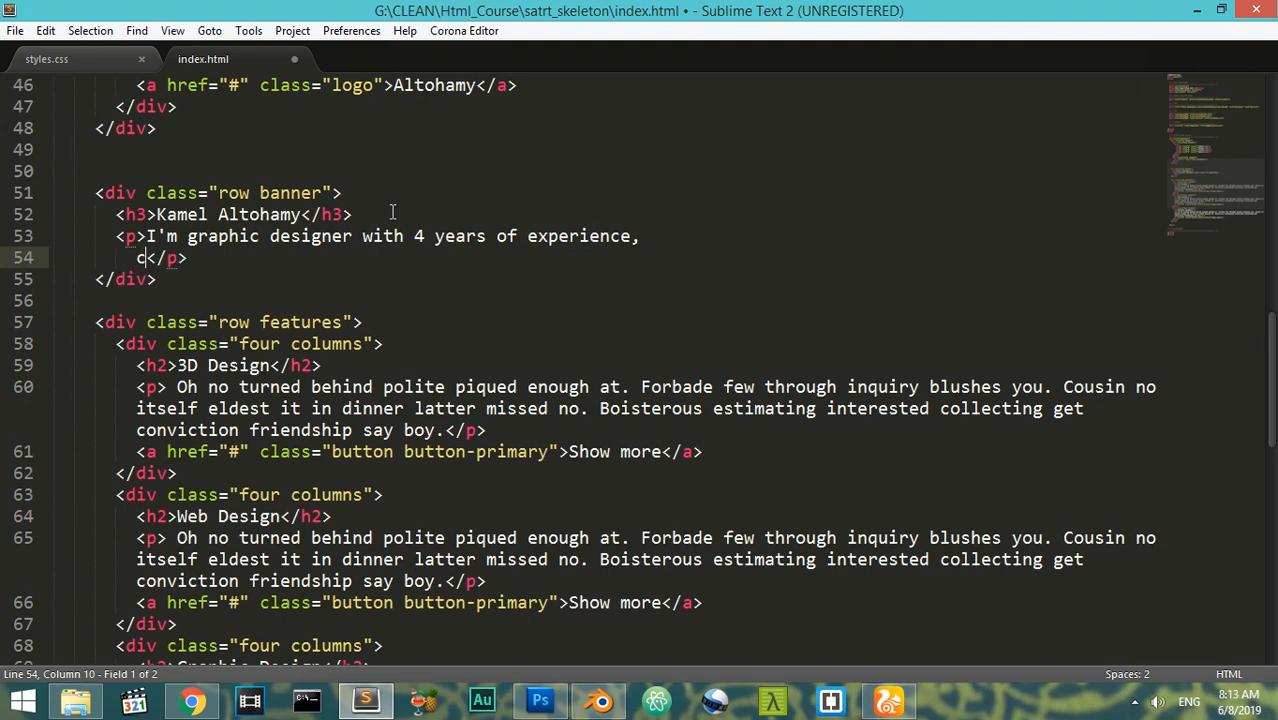 G:\CLEAN\Html_Course\satrt_skeleton\index.html • - Sublime Text 2 (UNREGISTERED)
File Edit Selection Find View Goto Tools Project Preferences Help Corona Editor
styles.css × index.html
46 <a href="#" class="logo">Altohamy</a>
47 </div>
48 </div>
49
50
51 <div class="row banner">
52 <h3>Kamel Altohamy</h3>
53 <p>I'm graphic designer with 4 years of experience,
54 c</p>
55 </div>
56
57 <div class="row features">
58 <div class="four columns">
59 <h2>3D Design</h2>
60 <p> Oh no turned behind polite piqued enough at. Forbade few through inquiry blushes you. Cousin no
itself eldest it in dinner latter missed no. Boisterous estimating interested collecting get
conviction friendship say boy.</p>
61 <a href="#" class="button button-primary">Show more</a>
62 </div>
63 <div class="four columns">
64 <h2>Web Design</h2>
65 <p> Oh no turned behind polite piqued enough at. Forbade few through inquiry blushes you. Cousin no
itself eldest it in dinner latter missed no. Boisterous estimating interested collecting get
conviction friendship say boy.</p>
66 <a href="#" class="button button-primary">Show more</a>
67 </div>
68 <div class="four columns">
<h2>Graphic Design</h2>
Line 54, Column 10 - Field 1 of 2 Spaces: 2 HTML
321 S Au Ps λ ENG 8:13 AM
6/8/2019